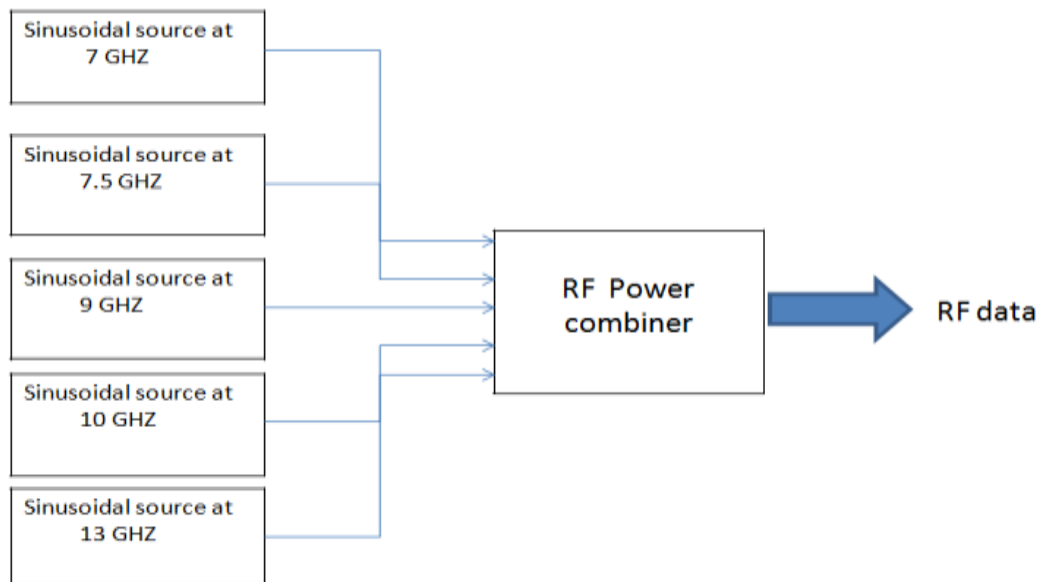 Sinusoidal source at
7 GHZ
Sinusoidal source at
7.5 GHZ
Sinusoidal source at
9 GHZ
Sinusoidal source at
10 GHZ
Sinusoidal source at
13 GHZ
RF Power
combiner
RF data